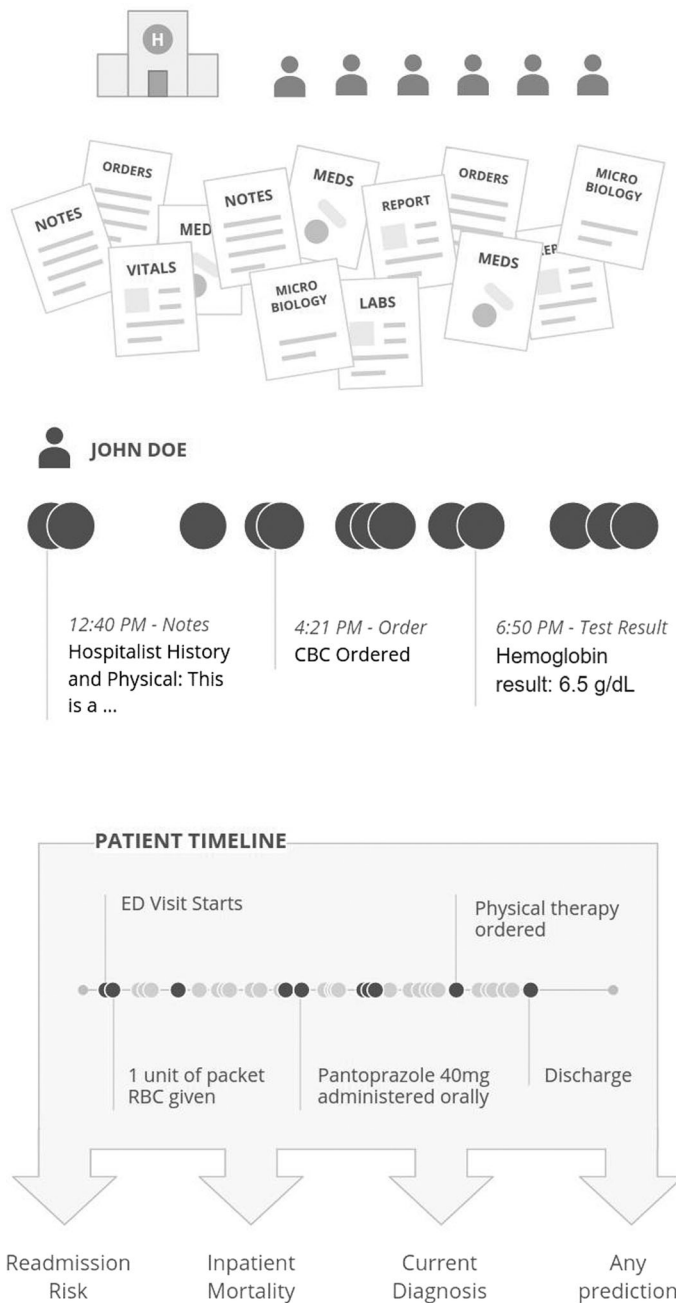 H
ORDERS
NOTES
VITALS
MED
NOTES
MICRO
BIOLOGY
MEDS
REPORT
LABS
ORDERS
MEDS
MICRO
BIOLOGY
JOHN DOE
12:40 PM - Notes
Hospitalist History
and Physical: This
is a ...
4:21 PM - Order
CBC Ordered
6:50 PM - Test Result
Hemoglobin
result: 6.5 g/dL
PATIENT TIMELINE
ED Visit Starts
Physical therapy
ordered
1 unit of packet
RBC given
Pantoprazole 40mg
administered orally
Discharge
Readmission
Risk
Inpatient
Mortality
Current
Diagnosis
Any
prediction